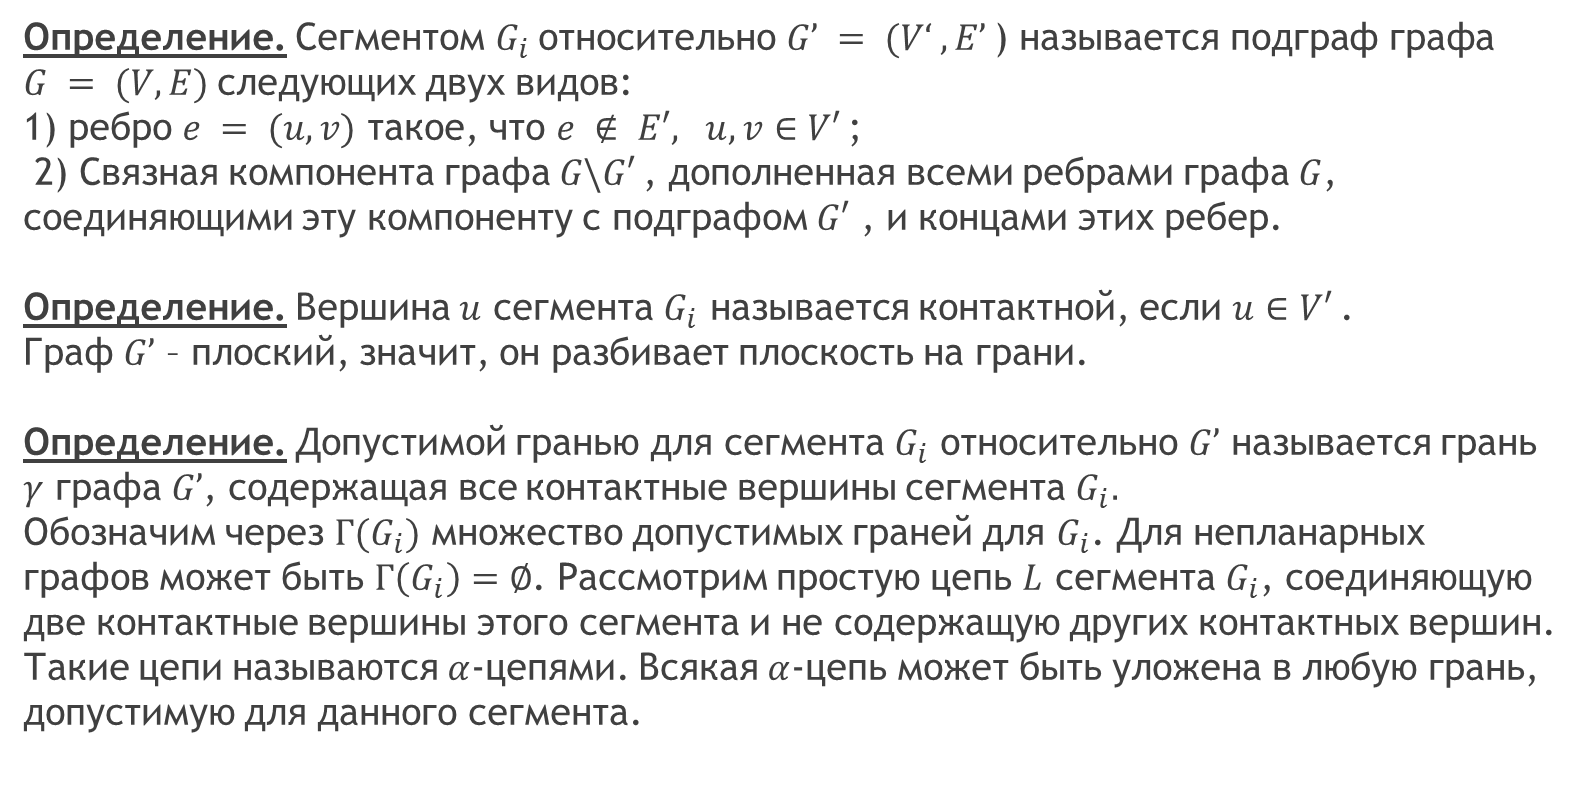 Определение. Сегментом 𝐺ᵢ относительно 𝐺’ = (𝑉‘ , 𝐸’ ) называется подграф графа
𝐺 = (𝑉, 𝐸) следующих двух видов:
1) ребро 𝑒 = (𝑢, 𝑣) такое, что 𝑒 ∉ 𝐸′, 𝑢, 𝑣 ∈ 𝑉′ ;
2) Связная компонента графа 𝐺\𝐺′ , дополненная всеми ребрами графа 𝐺,
соединяющими эту компоненту с подграфом 𝐺′ , и концами этих ребер.
Определение. Вершина 𝑢 сегмента 𝐺ᵢ называется контактной, если 𝑢 ∈ 𝑉′ .
Граф 𝐺’ - плоский, значит, он разбивает плоскость на грани.
Определение. Допустимой гранью для сегмента 𝐺ᵢ относительно 𝐺’ называется грань
𝛾 графа 𝐺’, содержащая все контактные вершины сегмента 𝐺ᵢ.
Обозначим через Γ(𝐺ᵢ) множество допустимых граней для 𝐺ᵢ. Для непланарных
графов может быть Γ(𝐺ᵢ) = ∅. Рассмотрим простую цепь 𝐿 сегмента 𝐺ᵢ, соединяющую
две контактные вершины этого сегмента и не содержащую других контактных вершин.
Такие цепи называются 𝛼-цепями. Всякая 𝛼-цепь может быть уложена в любую грань,
допустимую для данного сегмента.